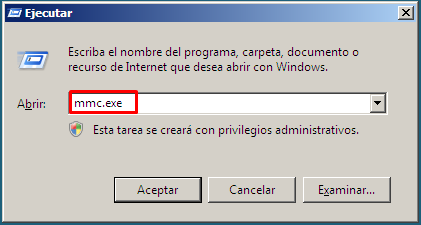 Ejecutar
Escriba el nombre del programa, carpeta, documento o
recurso de Internet que desea abrir con Windows.
Abrir:
mmc.exe
Esta tarea se creará con privilegios administrativos.
Aceptar
Cancelar
Examinar...